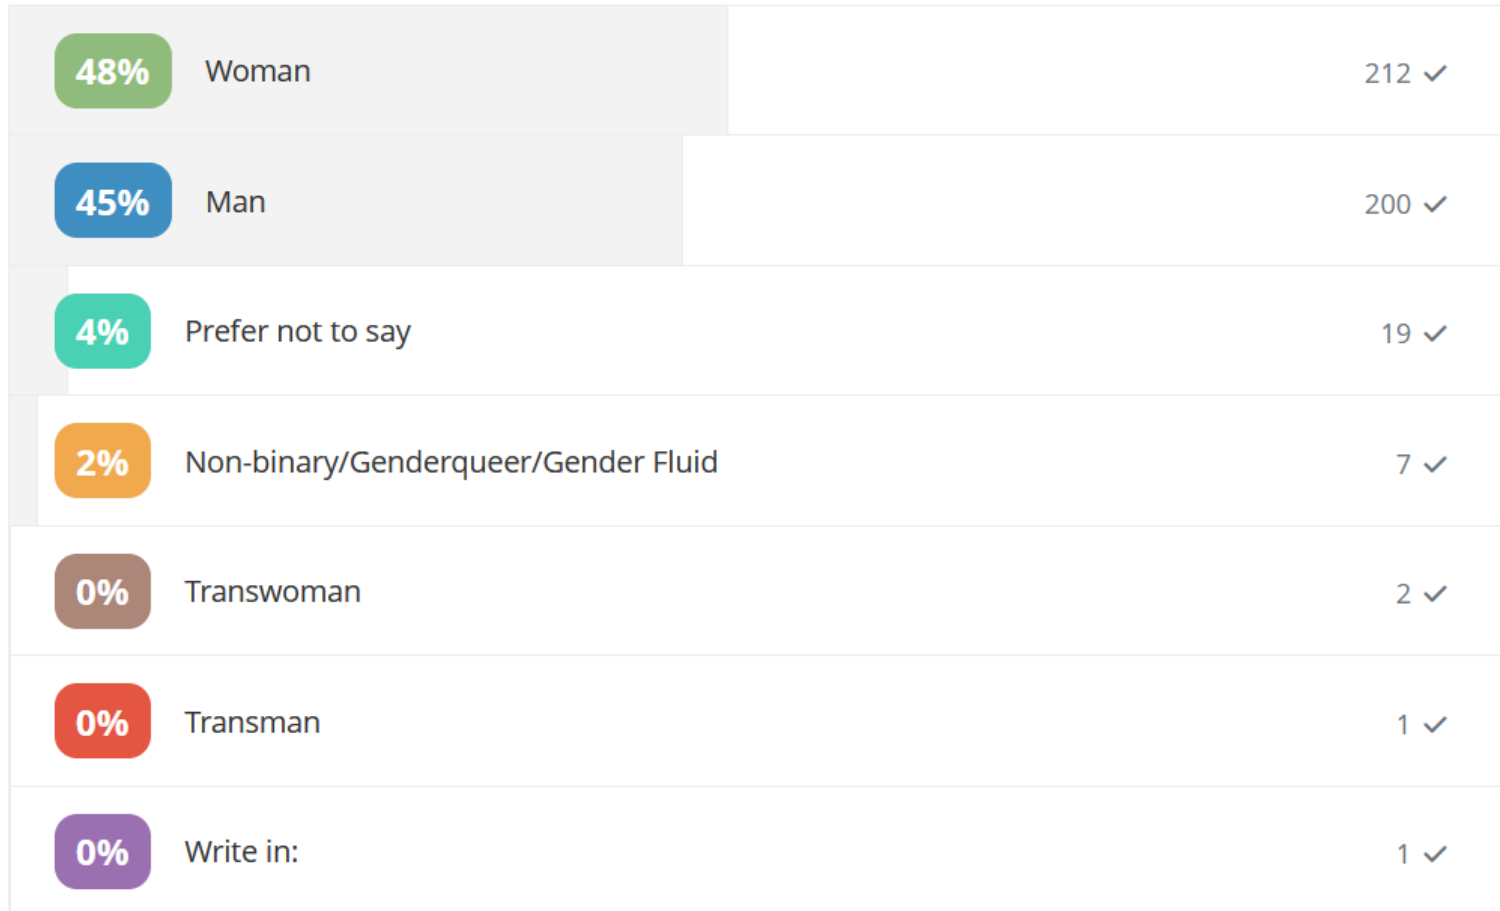 48% Woman 212
45% Man 200
4% Prefer not to say 19
2% Non-binary/Genderqueer/Gender Fluid 7
0% Transwoman 2
0% Transman 1
0% Write in: 1